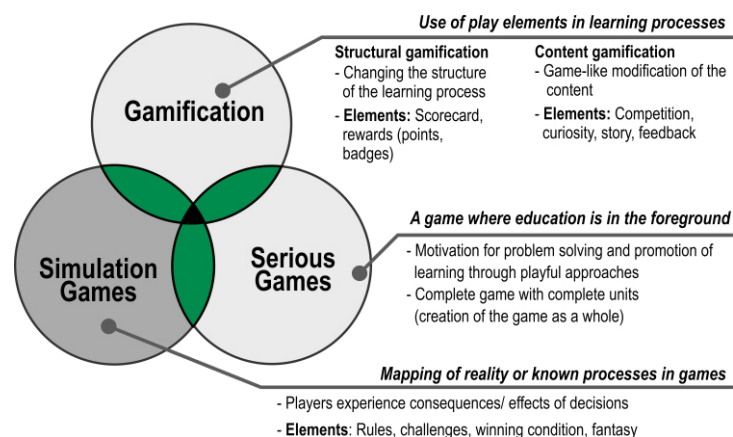 Use of play elements in learning processes
Structural gamification
- Changing the structure
of the learning process
- Elements: Scorecard,
rewards (points,
badges)
Content gamification
- Game-like modification of the
content
- Elements: Competition,
curiosity, story, feedback
Gamification
A game where education is in the foreground
- Motivation for problem solving and promotion of
learning through playful approaches
- Complete game with complete units
(creation of the game as a whole)
Simulation
Games
Serious
Games
Mapping of reality or known processes in games
- Players experience consequences/ effects of decisions
- Elements: Rules, challenges, winning condition, fantasy